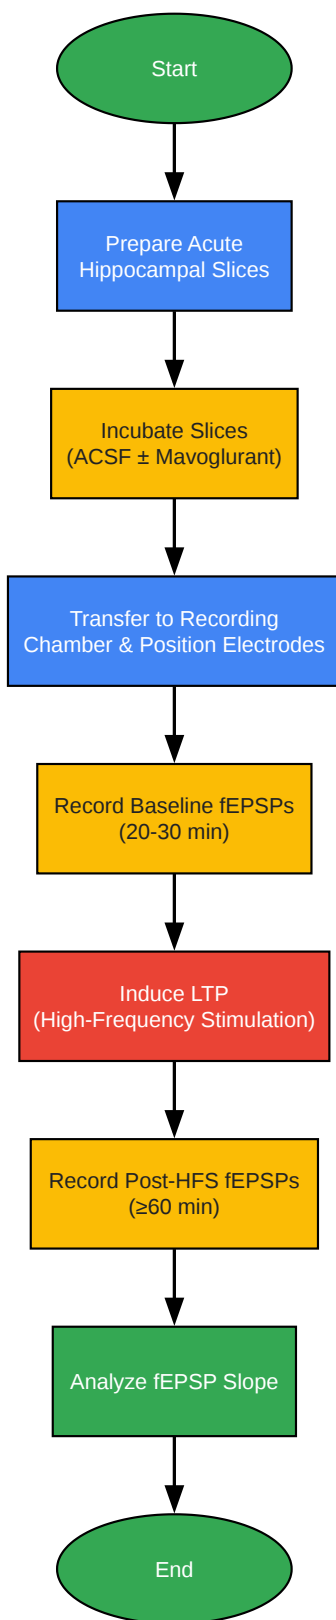 Start
Prepare Acute
Hippocampal Slices
Incubate Slices
(ACSF ± Mavoglurant)
Transfer to Recording
Chamber & Position Electrodes
Record Baseline fEPSPs
(20-30 min)
Induce LTP
(High-Frequency Stimulation)
Record Post-HFS fEPSPs
(≥60 min)
Analyze fEPSP Slope
End